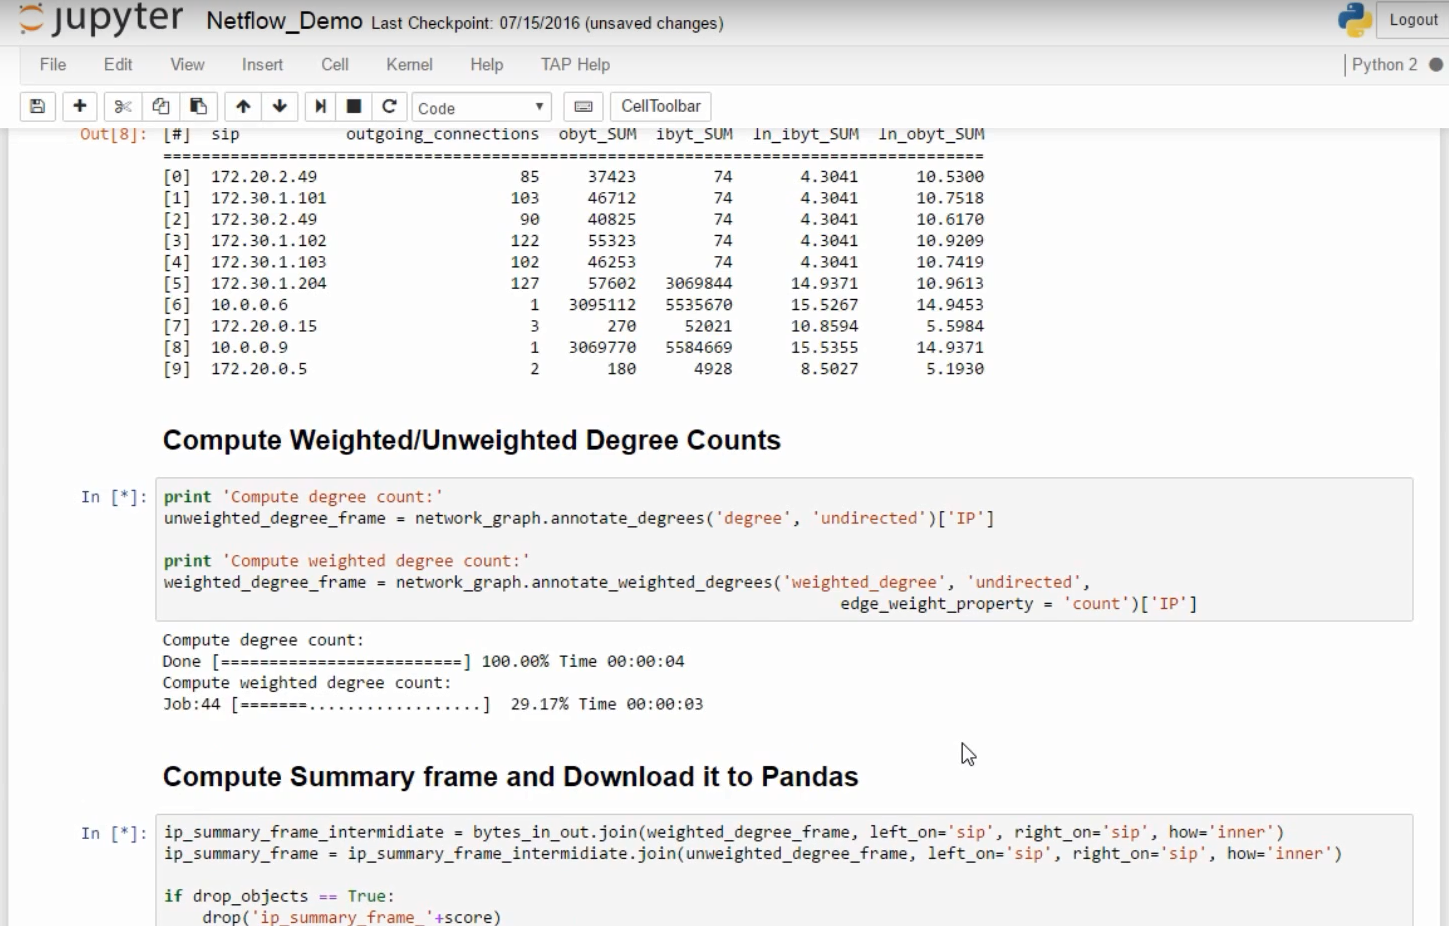 jupyter Netflow_Demo Last Checkpoint: 07/15/2016 (unsaved changes) Logout
File Edit View Insert Cell Kernel Help TAP Help Python 2
Code CellToolbar
Out[8]: [#] sip outgoing_connections obyt_SUM ibyt_SUM ln_ibyt_SUM ln_obyt_SUM
=====================================================================================
[0] 172.20.2.49 85 37423 74 4.3041 10.5300
[1] 172.30.1.101 103 46712 74 4.3041 10.7518
[2] 172.30.2.49 90 40825 74 4.3041 10.6170
[3] 172.30.1.102 122 55323 74 4.3041 10.9209
[4] 172.30.1.103 102 46253 74 4.3041 10.7419
[5] 172.30.1.204 127 57602 3069844 14.9371 10.9613
[6] 10.0.0.6 1 3095112 5535670 15.5267 14.9453
[7] 172.20.0.15 3 270 52021 10.8594 5.5984
[8] 10.0.0.9 1 3069770 5584669 15.5355 14.9371
[9] 172.20.0.5 2 180 4928 8.5027 5.1930
Compute Weighted/Unweighted Degree Counts
In [*]: print 'Compute degree count:'
unweighted_degree_frame = network_graph.annotate_degrees('degree', 'undirected')['IP']
print 'Compute weighted degree count:'
weighted_degree_frame = network_graph.annotate_weighted_degrees('weighted_degree', 'undirected',
edge_weight_property = 'count')['IP']
Compute degree count:
Done [=========================] 100.00% Time 00:00:04
Compute weighted degree count:
Job:44 [=======..................] 29.17% Time 00:00:03
Compute Summary frame and Download it to Pandas
In [*]: ip_summary_frame_intermidiate = bytes_in_out.join(weighted_degree_frame, left_on='sip', right_on='sip', how='inner')
ip_summary_frame = ip_summary_frame_intermidiate.join(unweighted_degree_frame, left_on='sip', right_on='sip', how='inner')
if drop_objects == True:
drop('ip_summary_frame_'+score)